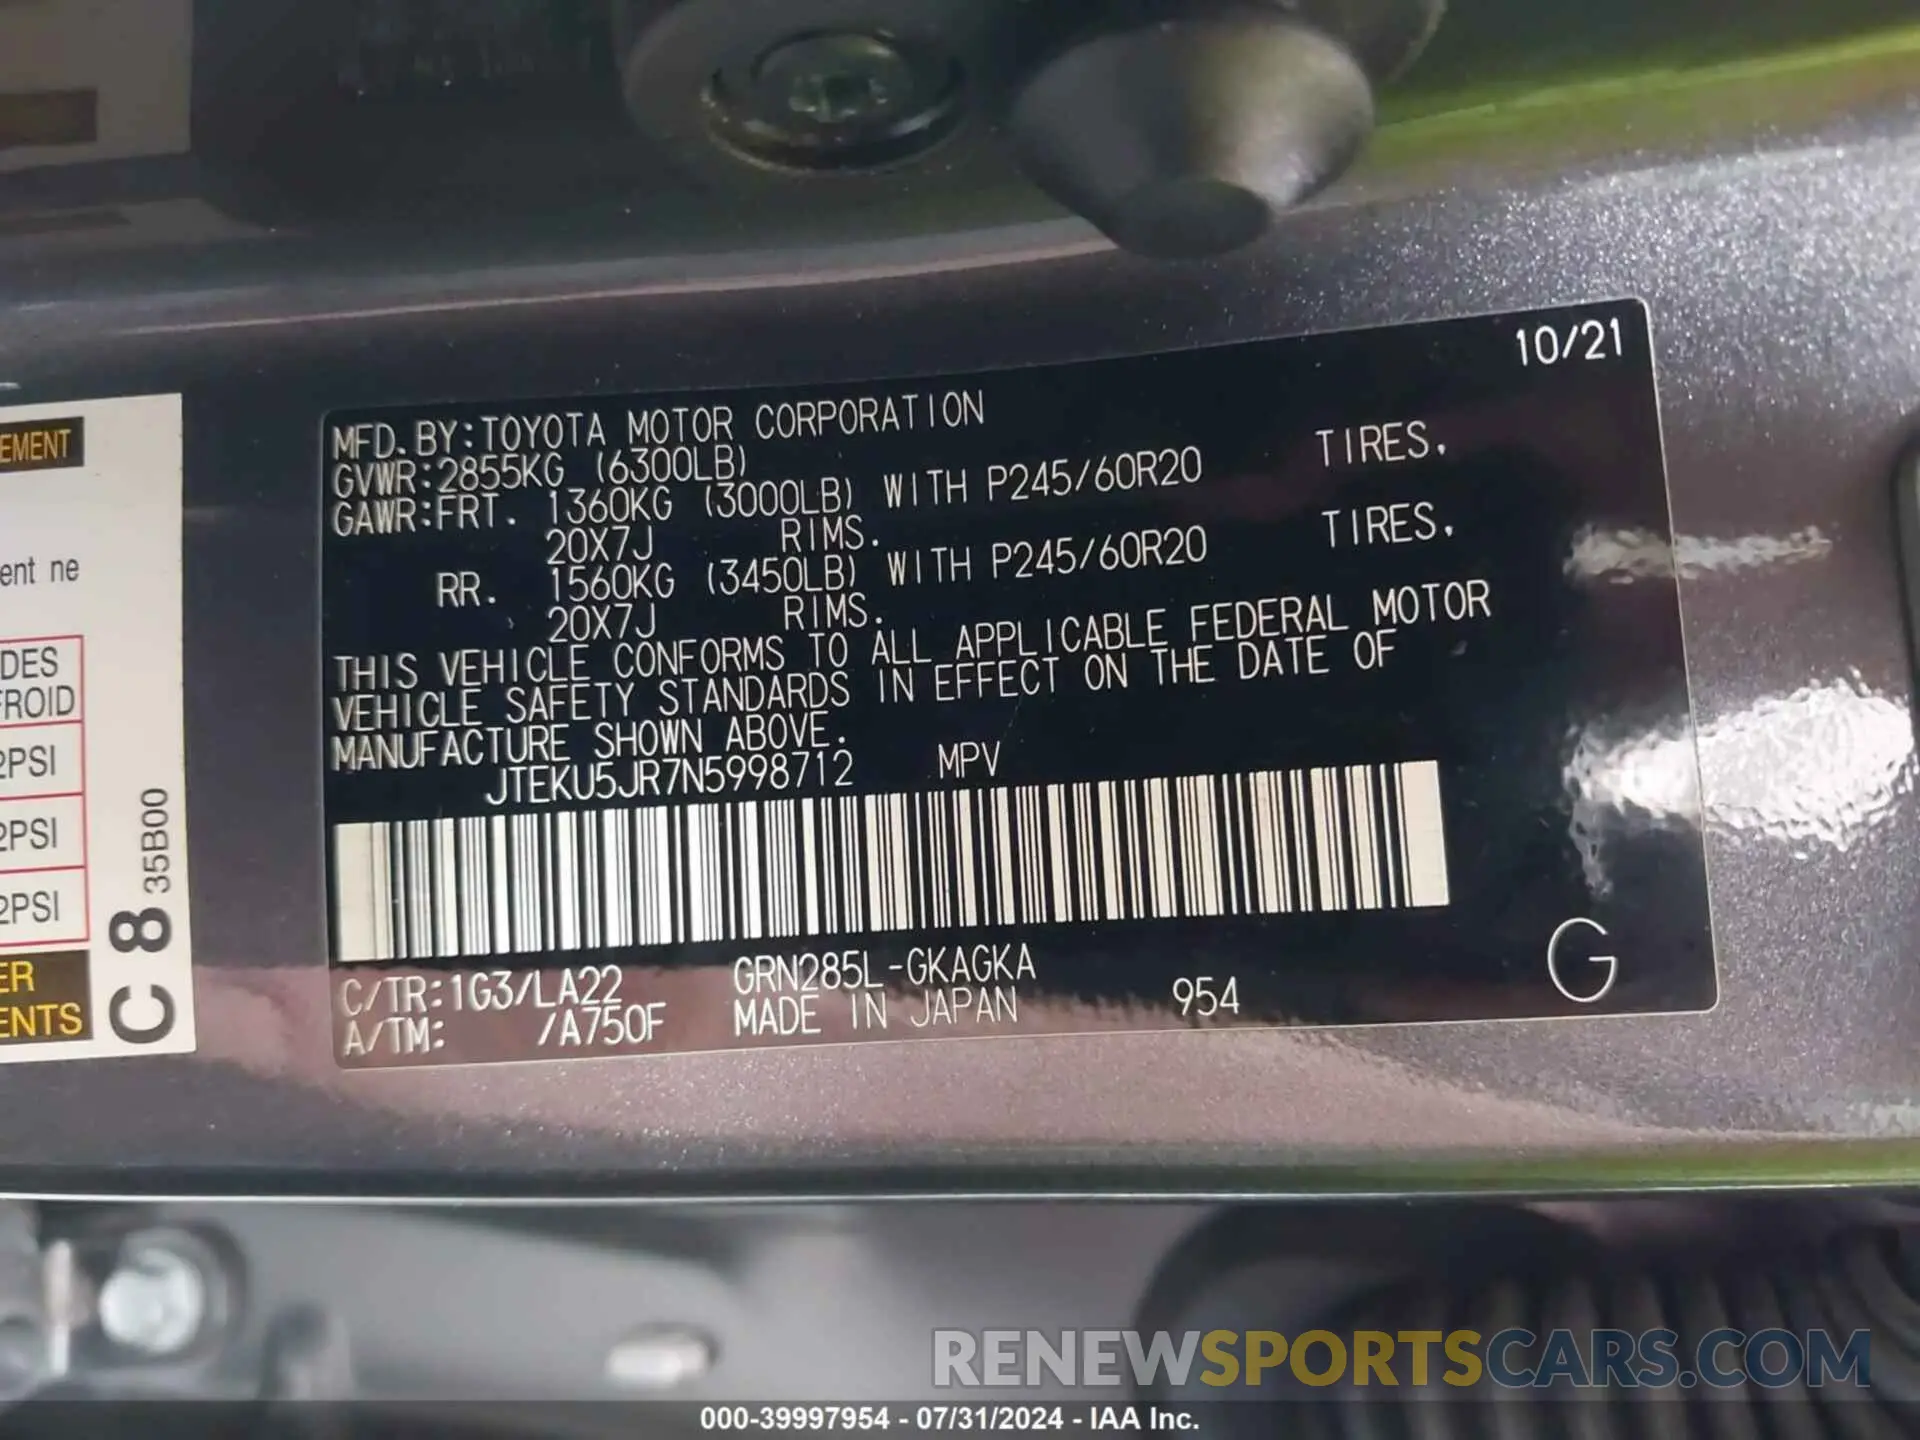 10/21
MFD. BY:TOYOTA MOTOR CORPORATION
GVWR:2855KG (6300LB)
GAWR:FRT. 1360KG (3000LB) WITH P245/60R20 TIRES,
20X7J RIMS.
RR. 1560KG (3450LB) WITH P245/60R20 TIRES,
20X7J RIMS.
THIS VEHICLE CONFORMS TO ALL APPLICABLE FEDERAL MOTOR
VEHICLE SAFETY STANDARDS IN EFFECT ON THE DATE OF
MANUFACTURE SHOWN ABOVE.
JTEKU5JR7N5998712 MPV
C/TR:1G3/LA22 GRN285L-GKAGKA
A/TM: /A750F MADE IN JAPAN 954
G
EMENT
ent ne
DES
FROID
2PSI
2PSI
2PSI
ER
ENTS
C 8 35B00
RENEWSPORTSCARS.COM
000-39997954 - 07/31/2024 - IAA Inc.